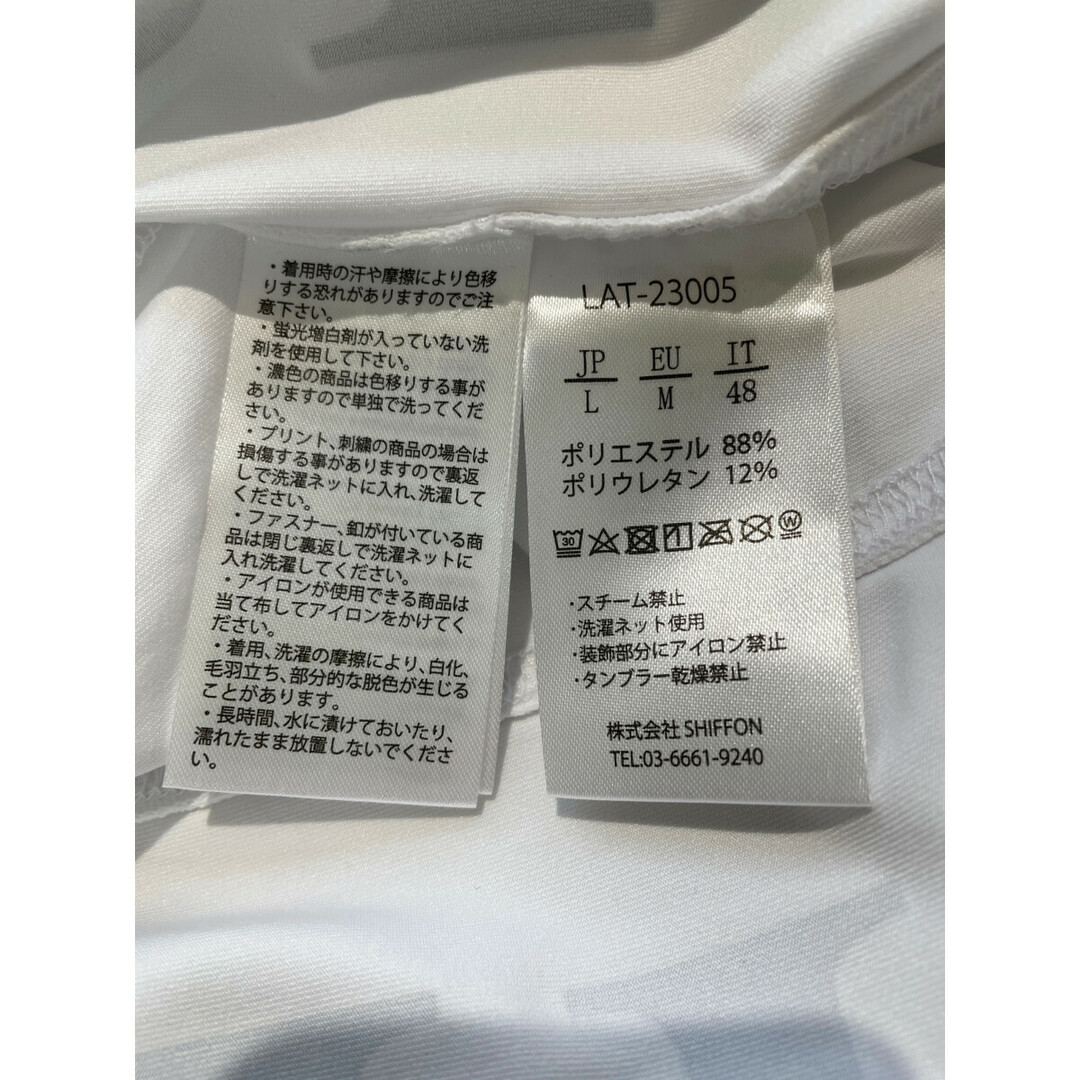 ・着用時の汗や摩擦により色移
りする恐れがありますのでご注
意下さい。
・蛍光増白剤が入っていない洗
剤を使用して下さい。
・濃色の商品は色移りする事が
ありますので単独で洗ってくだ
さい。
・プリント、刺繍の商品の場合は
損傷する事がありますので裏返
しで洗濯ネットに入れ、洗濯して
ください。
・ファスナー、釦が付いている商
品は閉じ裏返しで洗濯ネットに
入れ洗濯してください。
・アイロンが使用できる商品は
当て布してアイロンをかけてく
ださい。
・着用、洗濯の摩擦により、白化、
毛羽立ち、部分的な脱色が生じる
ことがあります。
・長時間、水に漬けておいたり、
濡れたまま放置しないでくださ
い。
LAT-23005
JP EU IT
L M 48
ポリエステル 88%
ポリウレタン 12%
30 W
・スチーム禁止
・洗濯ネット使用
・装飾部分にアイロン禁止
・タンブラー乾燥禁止
株式会社 SHIFFON
TEL:03-6661-9240